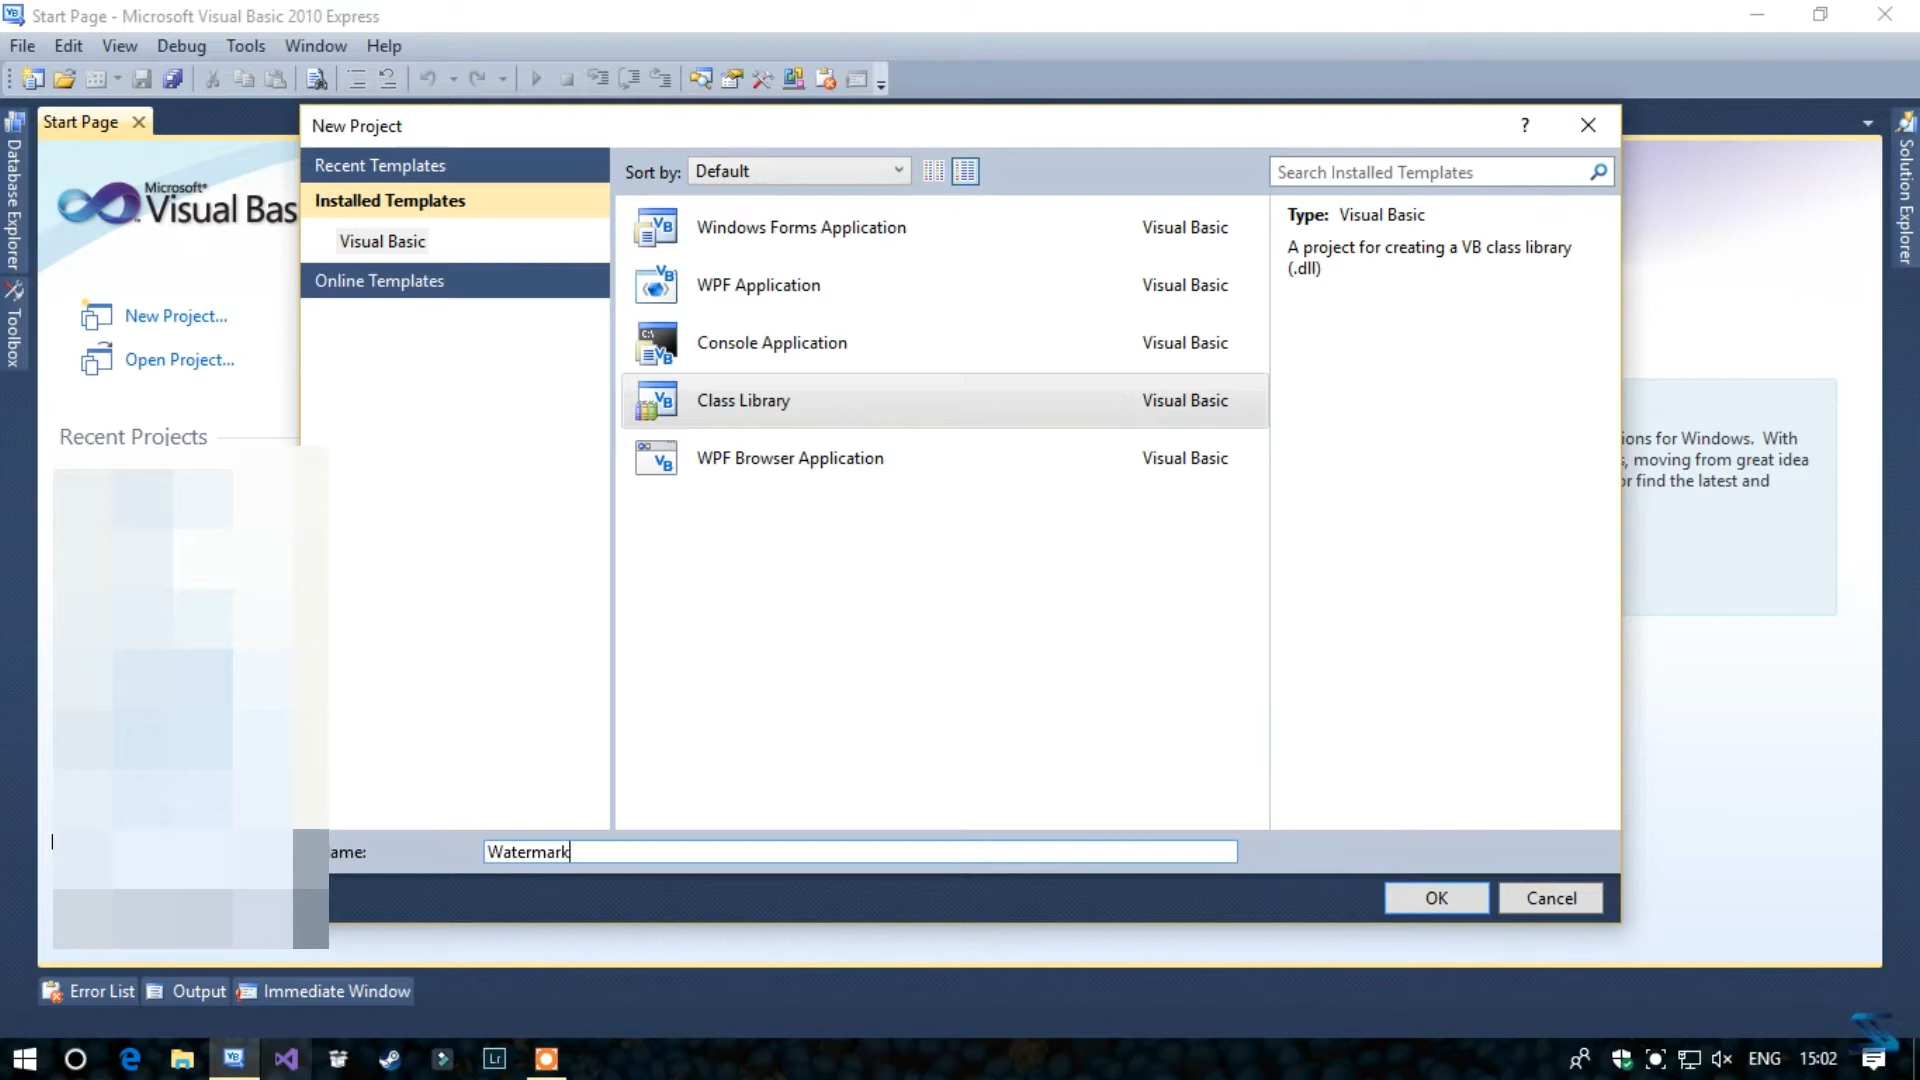 Start Page - Microsoft Visual Basic 2010 Express
File Edit View Debug Tools Window Help
Start Page
Database Explorer
Toolbox
Solution Explorer
Microsoft®
Visual Bas
New Project...
Open Project...
Recent Projects
New Project
?
Recent Templates
Installed Templates
Visual Basic
Online Templates
Sort by: Default
Search Installed Templates
Windows Forms Application Visual Basic
WPF Application Visual Basic
Console Application Visual Basic
Class Library Visual Basic
WPF Browser Application Visual Basic
Type: Visual Basic
A project for creating a VB class library
(.dll)
ions for Windows. With
, moving from great idea
or find the latest and
ame: Watermark
OK Cancel
Error List Output Immediate Window
Lr
ENG 15:02